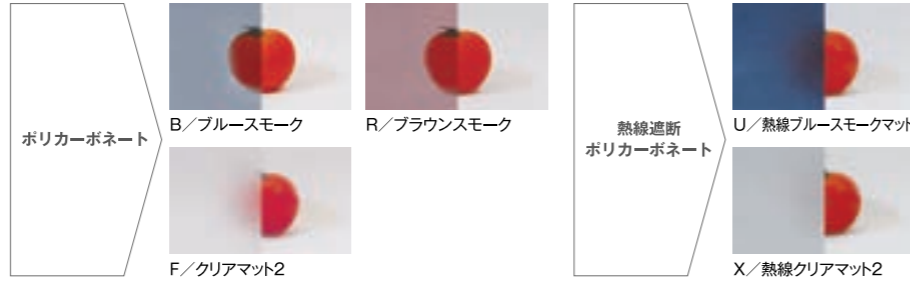 ポリカーボネート
B／ブルースモーク
R／ブラウンスモーク
F／クリアマット2
熱線遮断
ポリカーボネート
U／熱線ブルースモークマット
X／熱線クリアマット2